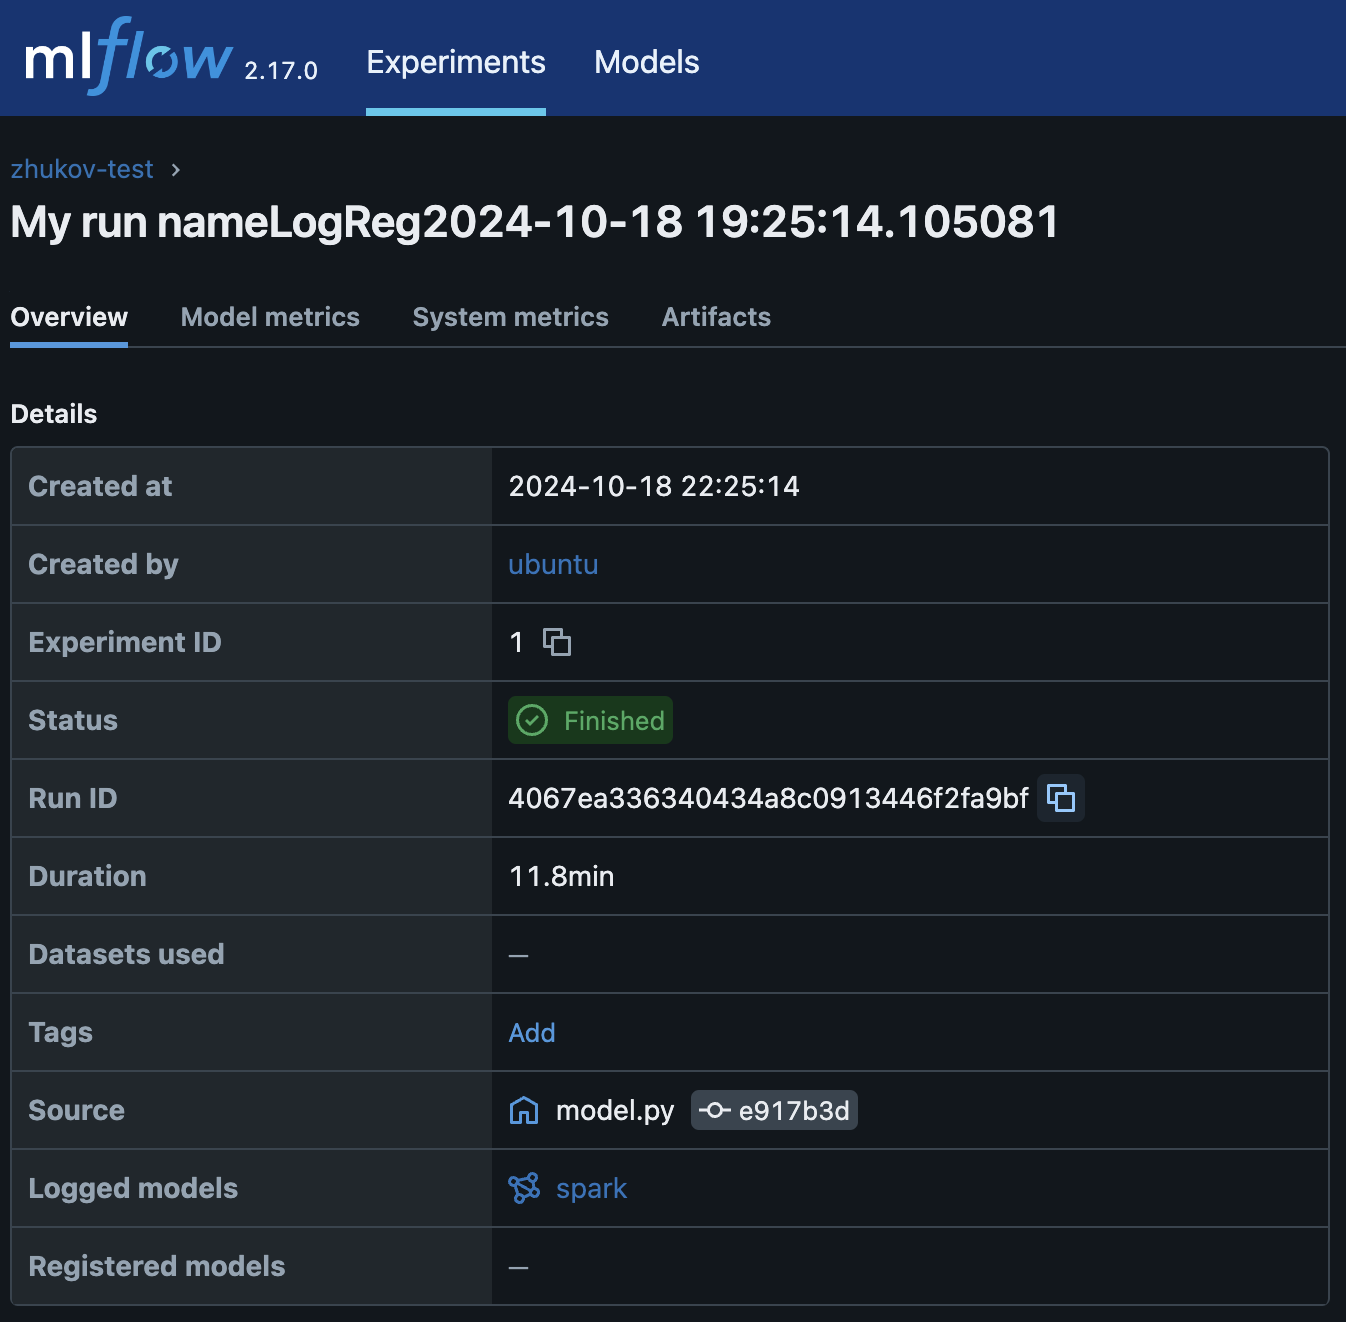 mlflow 2.17.0 Experiments Models
zhukov-test
My run nameLogReg2024-10-18 19:25:14.105081
Overview Model metrics System metrics Artifacts
Details
Created at 2024-10-18 22:25:14
Created by ubuntu
Experiment ID 1
Status Finished
Run ID 4067ea336340434a8c0913446f2fa9bf
Duration 11.8min
Datasets used —
Tags Add
Source model.py e917b3d
Logged models spark
Registered models —